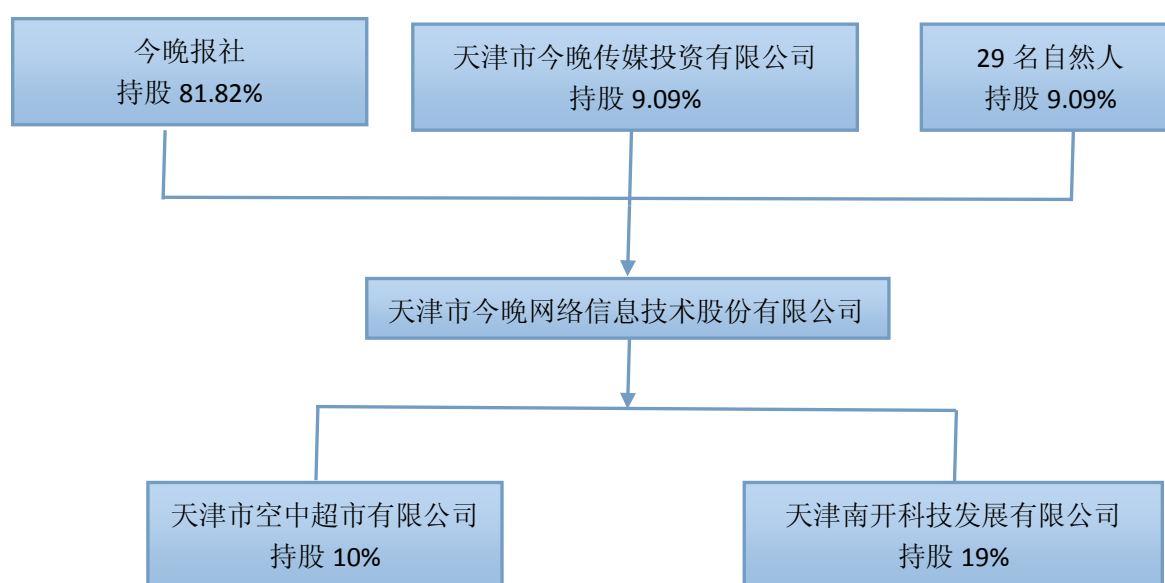 今晚报社
持股 81.82%
天津市今晚传媒投资有限公司
持股 9.09%
29 名自然人
持股 9.09%
天津市今晚网络信息技术股份有限公司
天津市空中超市有限公司
持股 10%
天津南开科技发展有限公司
持股 19%